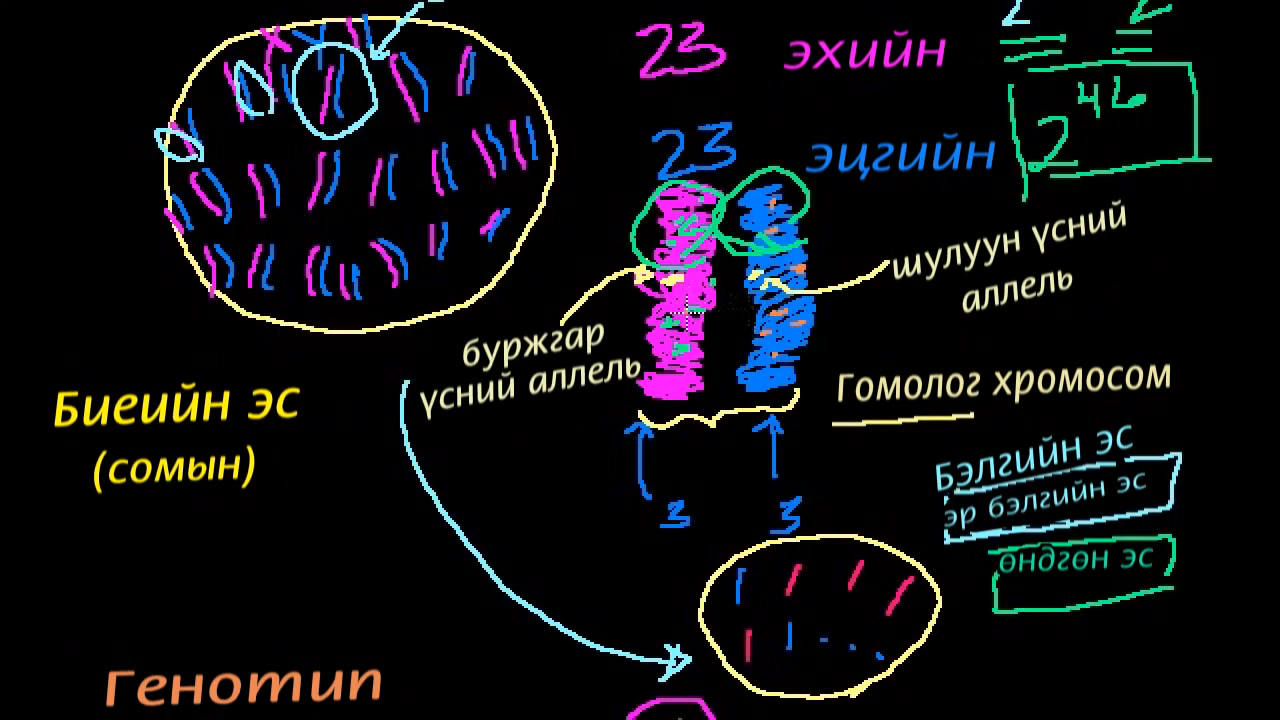 23 эхийн
2 2
2^46
23 эцгийн
шулуун үсний
аллель
буржгар
үсний аллель
Гомолог хромосом
Биеийн эс
(сомын)
Бэлгийн эс
эр бэлгийн эс
өндгөн эс
3 3
Генотип